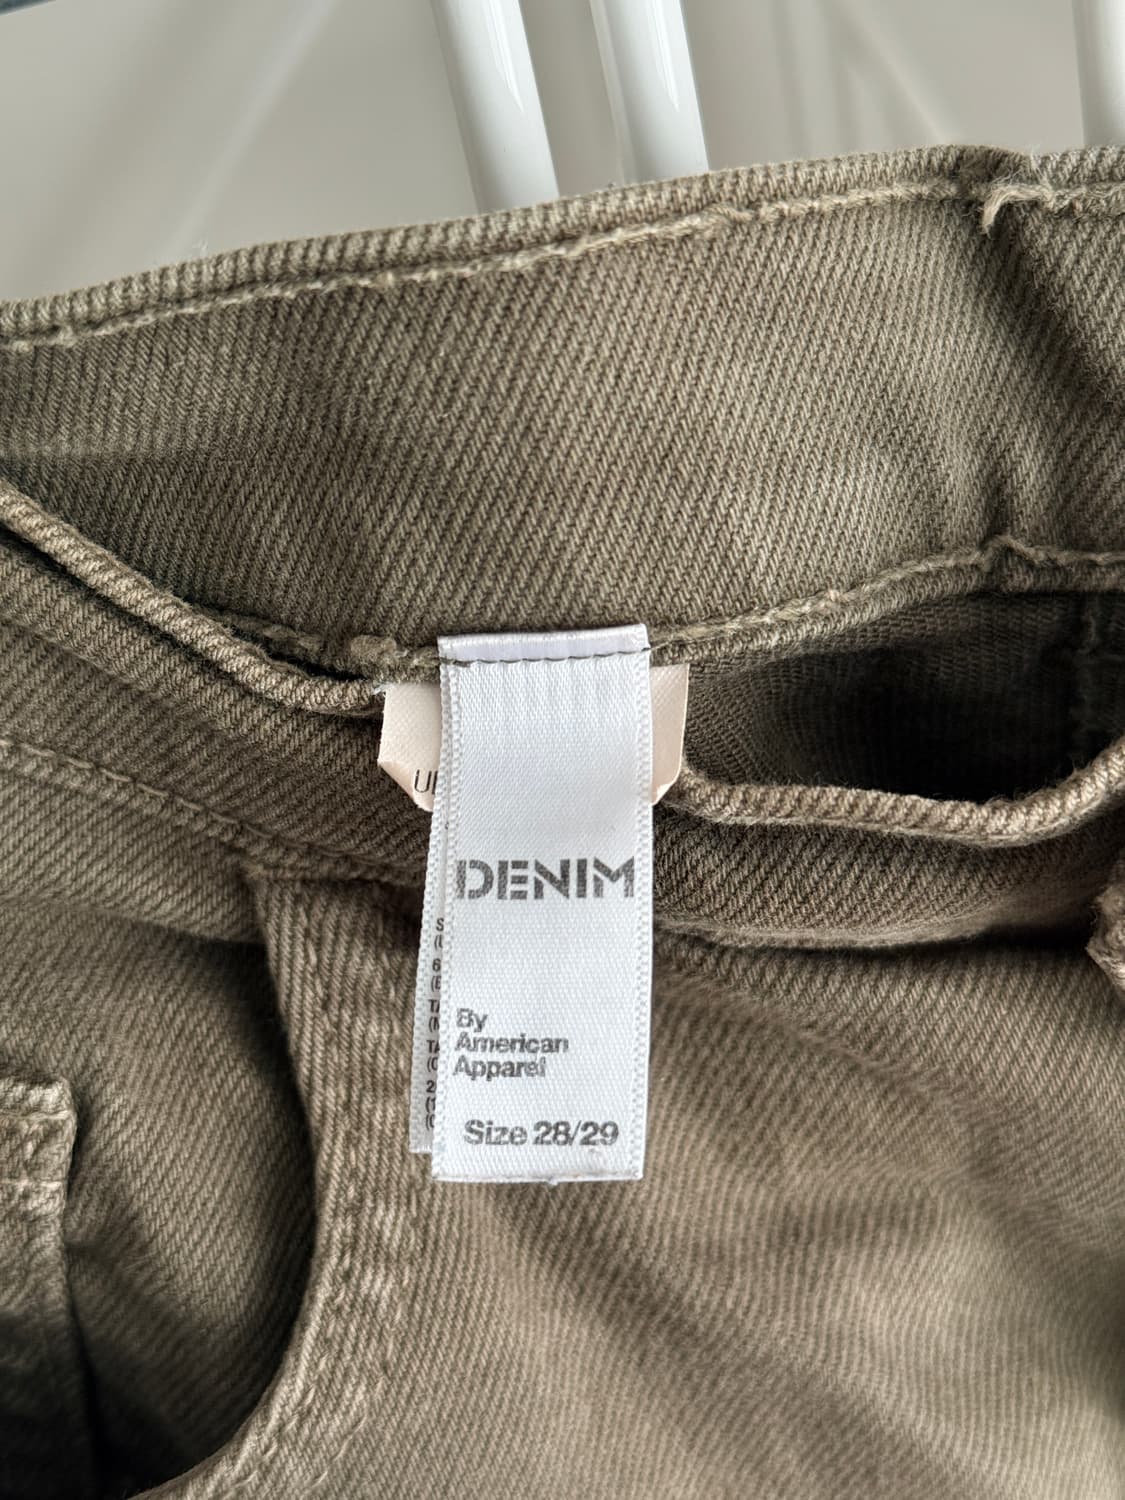 DENIM
By
American
Apparel
Size 28/29